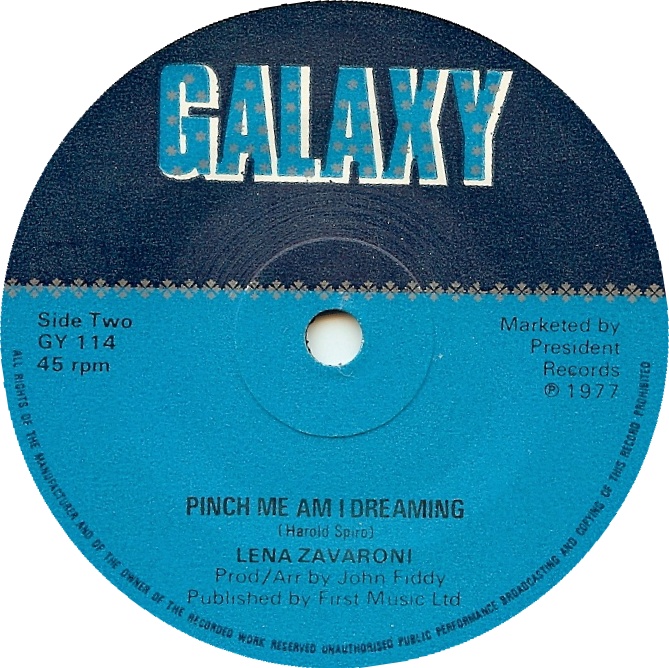 GALAXY
Side Two
GY 114
45 rpm
Marketed by
President
Records
℗ 1977
PINCH ME AM I DREAMING
(Harold Spiro)
LENA ZAVARONI
Prod/Arr by John Fiddy
Published by First Music Ltd
ALL RIGHTS OF THE MANUFACTURER AND OF THE OWNER OF THE RECORDED WORK RESERVED UNAUTHORISED PUBLIC PERFORMANCE BROADCASTING AND COPYING OF THIS RECORD PROHIBITED